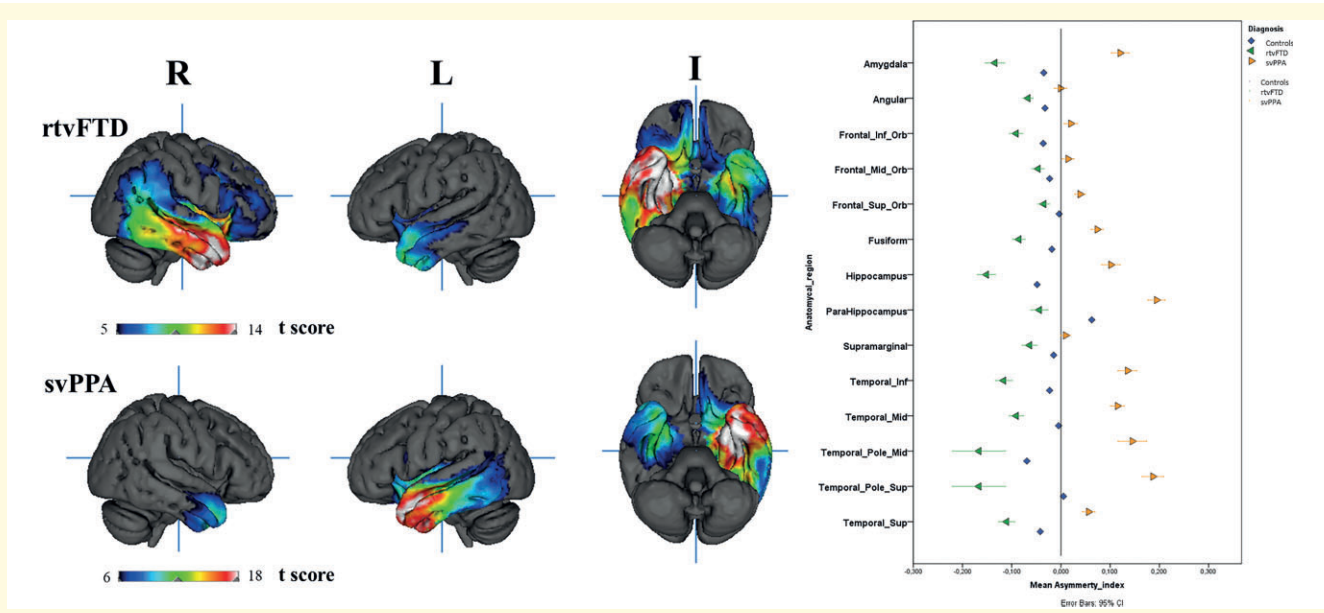 R L I
rtvFTD
5 14 t score
svPPA
6 18 t score
Diagnosis
Controls
rtvFTD
svPPA
Controls
rtvFTD
svPPA
Anatomycal_region
Amygdala
Angular
Frontal_Inf_Orb
Frontal_Mid_Orb
Frontal_Sup_Orb
Fusiform
Hippocampus
ParaHippocampus
Supramarginal
Temporal_Inf
Temporal_Mid
Temporal_Pole_Mid
Temporal_Pole_Sup
Temporal_Sup
-0,300 -0,200 -0,100 0,000 0,100 0,200 0,300
Mean Asymmerty_index
Error Bars: 95% CI